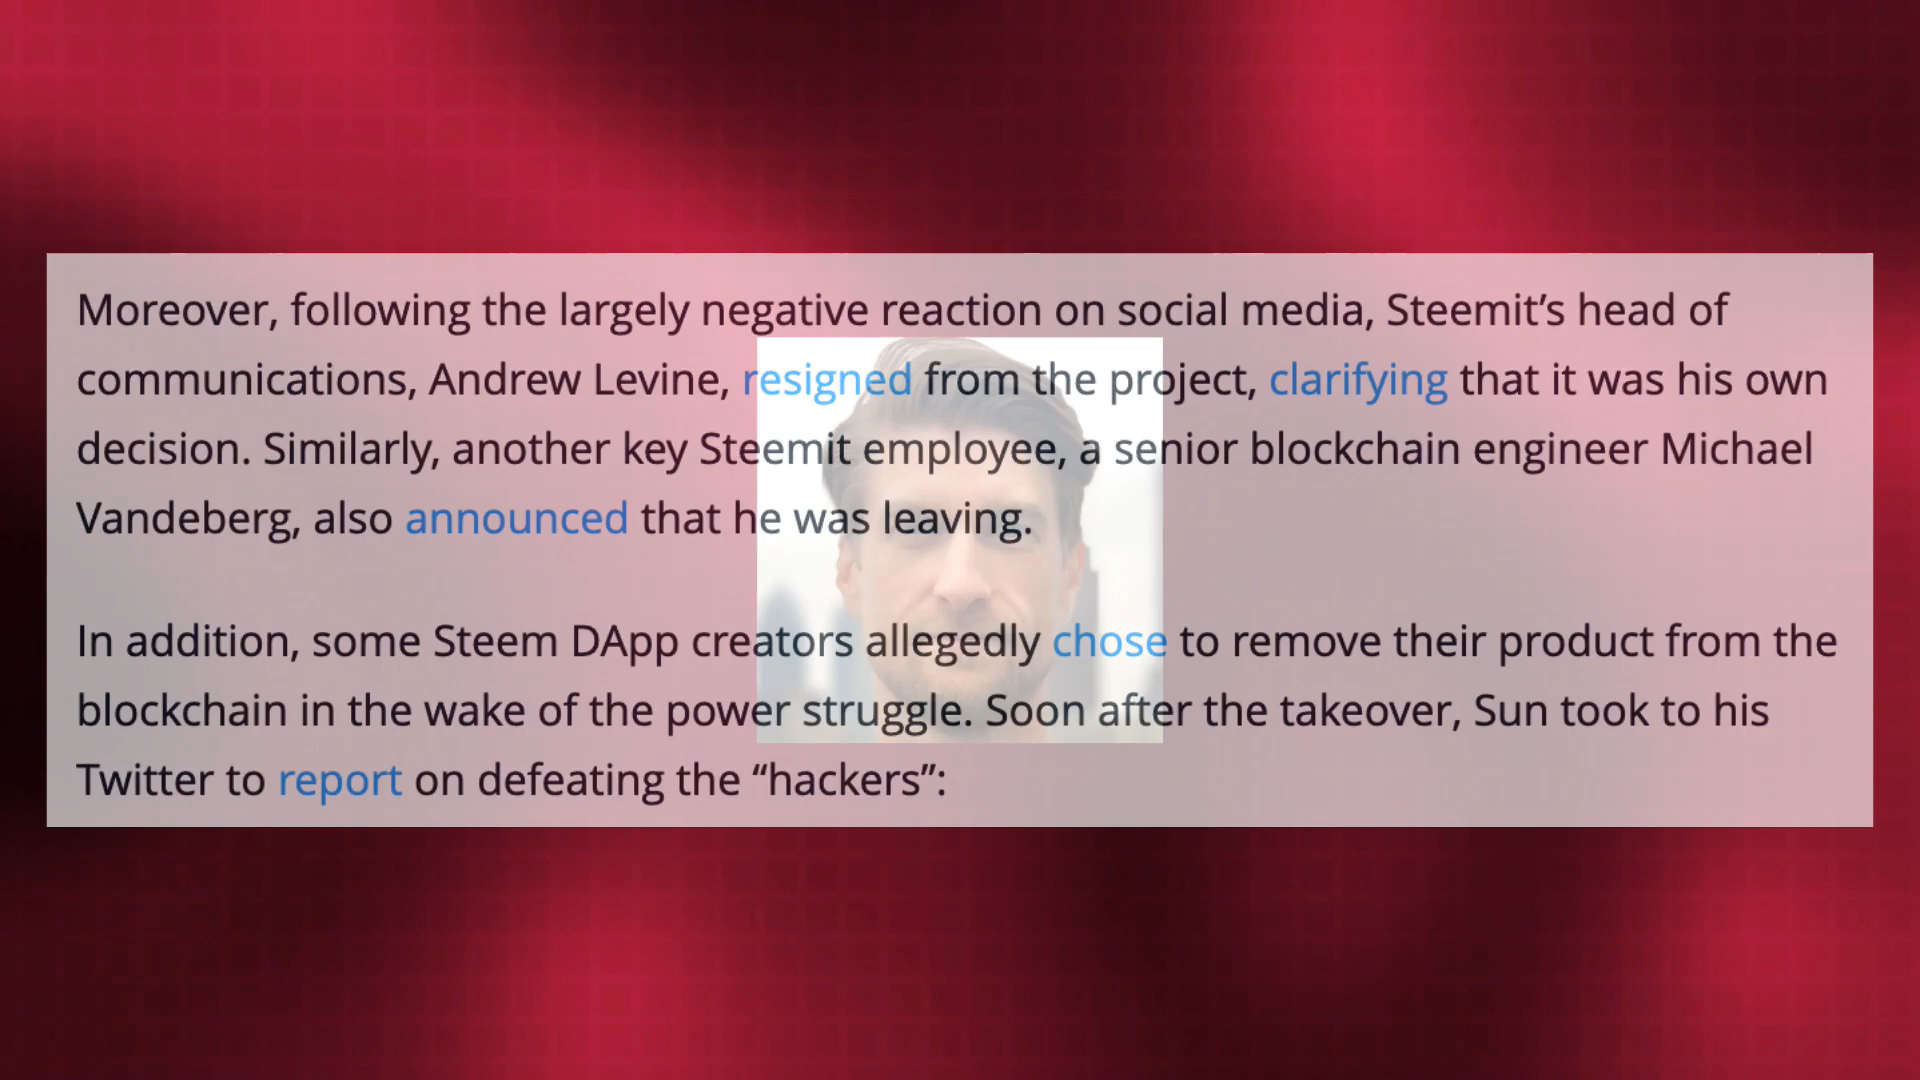 Moreover, following the largely negative reaction on social media, Steemit’s head of
communications, Andrew Levine, resigned from the project, clarifying that it was his own
decision. Similarly, another key Steemit employee, a senior blockchain engineer Michael
Vandeberg, also announced that he was leaving.
In addition, some Steem DApp creators allegedly chose to remove their product from the
blockchain in the wake of the power struggle. Soon after the takeover, Sun took to his
Twitter to report on defeating the “hackers”: